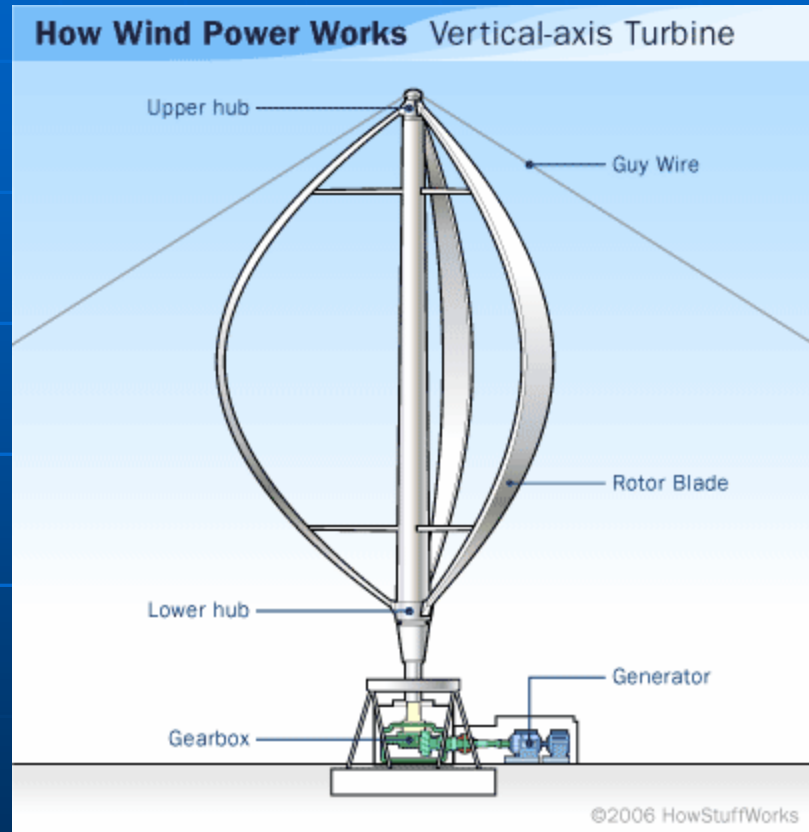 How Wind Power Works Vertical-axis Turbine
Upper hub
Guy Wire
Rotor Blade
Lower hub
Generator
Gearbox
©2006 HowStuffWorks